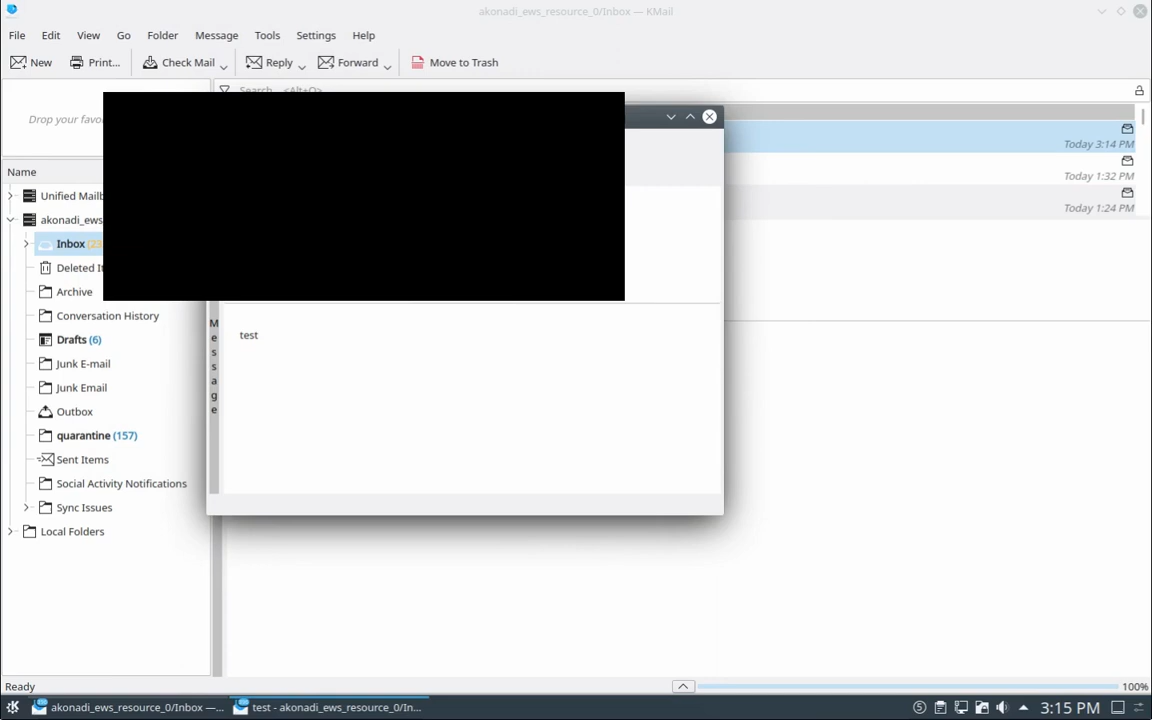 akonadi_ews_resource_0/Inbox — KMail
File Edit View Go Folder Message Tools Settings Help
New Print... Check Mail Reply Forward Move to Trash
Search... <Alt+Q>
Drop your favo
Name
Today 3:14 PM
Today 1:32 PM
Today 1:24 PM
Unified Mailb
akonadi_ews
Inbox (23
Deleted It
Archive
Conversation History
Drafts (6)
Junk E-mail
Junk Email
Outbox
quarantine (157)
Sent Items
Social Activity Notifications
Sync Issues
Local Folders
Message
test
Ready
100%
akonadi_ews_resource_0/Inbox —...
test - akonadi_ews_resource_0/In...
3:15 PM